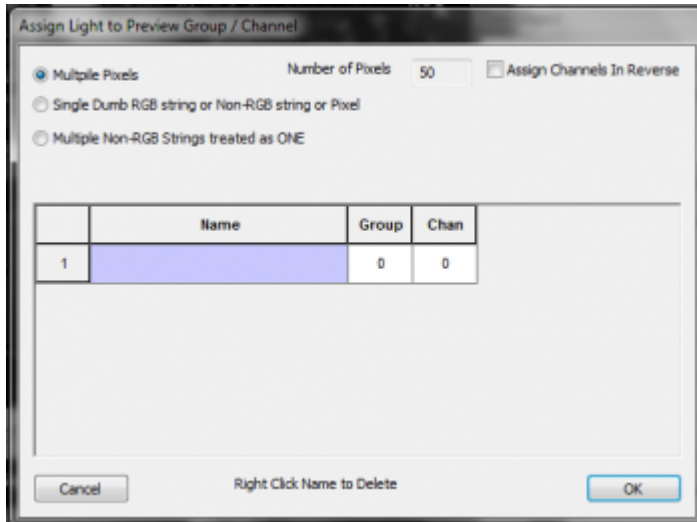 Assign Light to Preview Group / Channel
Multpile Pixels Number of Pixels 50 Assign Channels In Reverse
Single Dumb RGB string or Non-RGB string or Pixel
Multiple Non-RGB Strings treated as ONE
Name Group Chan
1 0 0
Cancel Right Click Name to Delete OK